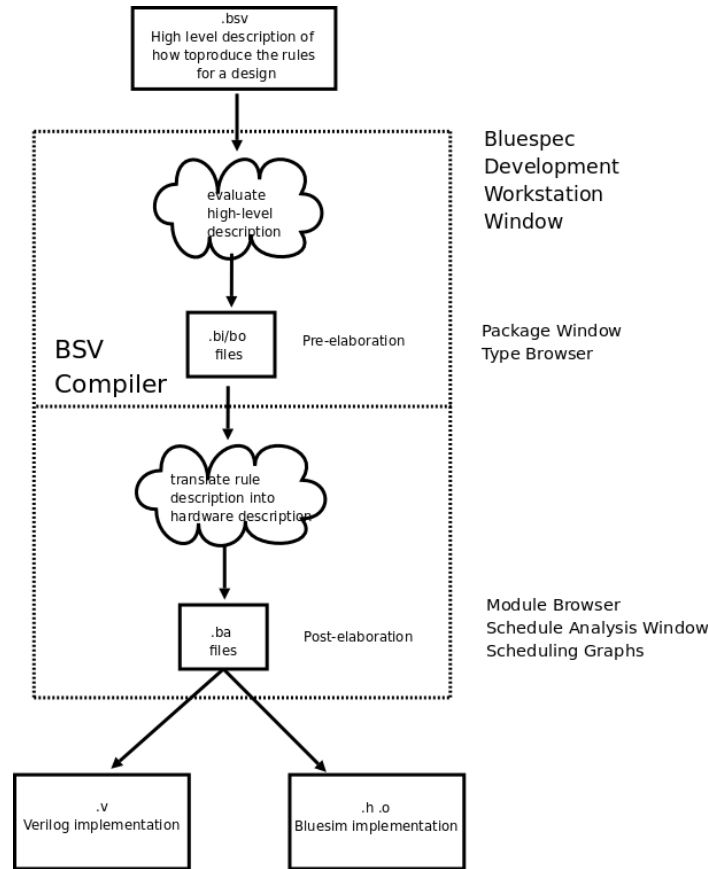 .bsv
High level description of
how toproduce the rules
for a design
Bluespec
Development
Workstation
Window
evaluate
high-level
description
.bi/bo
files
Pre-elaboration
Package Window
Type Browser
BSV
Compiler
translate rule
description into
hardware description
.ba
files
Post-elaboration
Module Browser
Schedule Analysis Window
Scheduling Graphs
.v
Verilog implementation
.h .o
Bluesim implementation